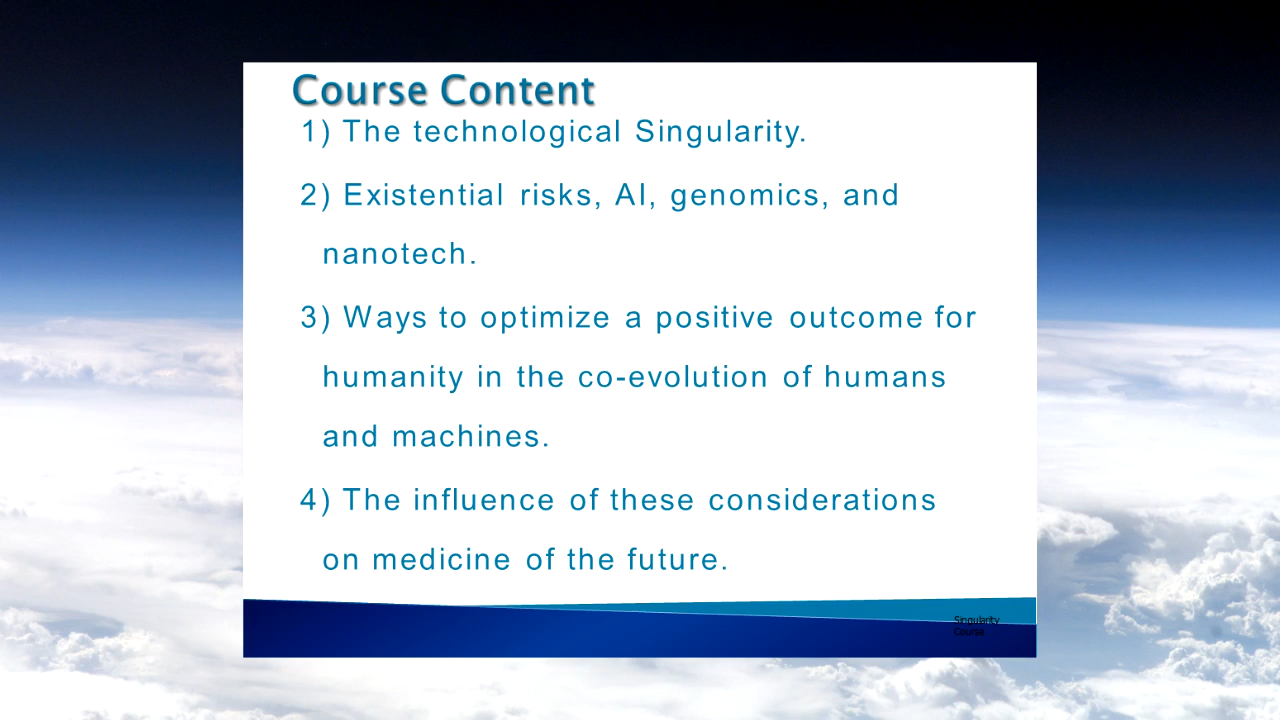 Course Content
1) The technological Singularity.
2) Existential risks, AI, genomics, and
nanotech.
3) Ways to optimize a positive outcome for
humanity in the co-evolution of humans
and machines.
4) The influence of these considerations
on medicine of the future.
Singularity
Course